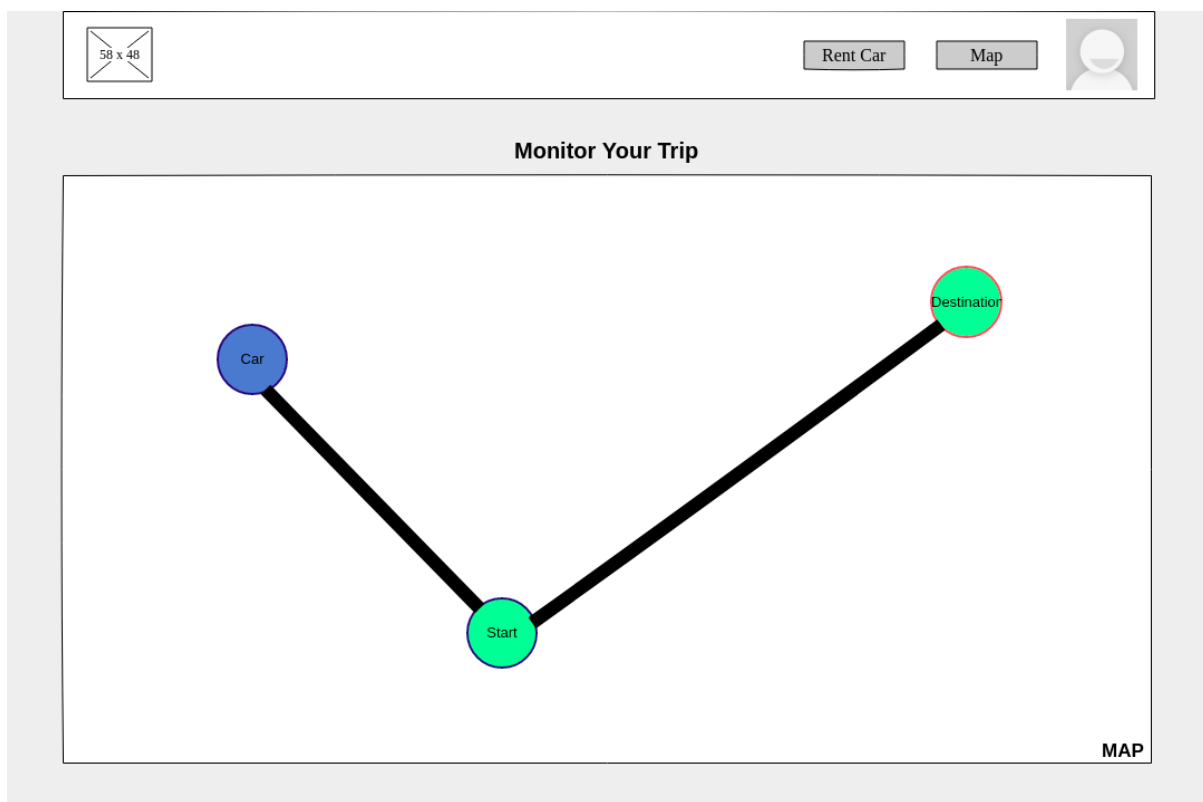 58 x 48
Rent Car
Map
Monitor Your Trip
Destination
Car
Start
MAP